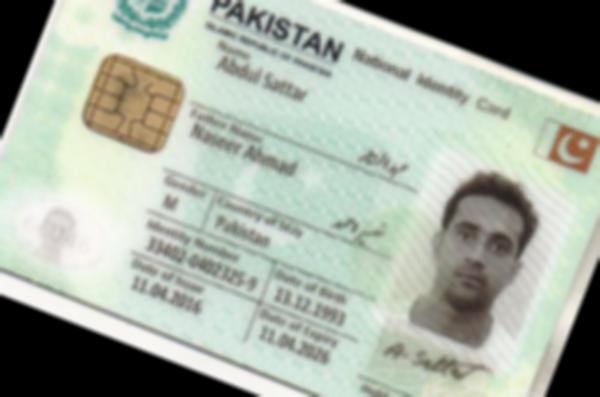 PAKISTAN National Identity Card
ISLAMIC REPUBLIC OF PAKISTAN
Name
Abdul Sattar
Father Name
Naseer Ahmad
Gender
Country of Stay
M
Pakistan
Identity Number
Date of Birth
33402-0402325-9
13.12.1993
Date of Issue
Date of Expiry
11.04.2016
11.04.2026
A. Sattar